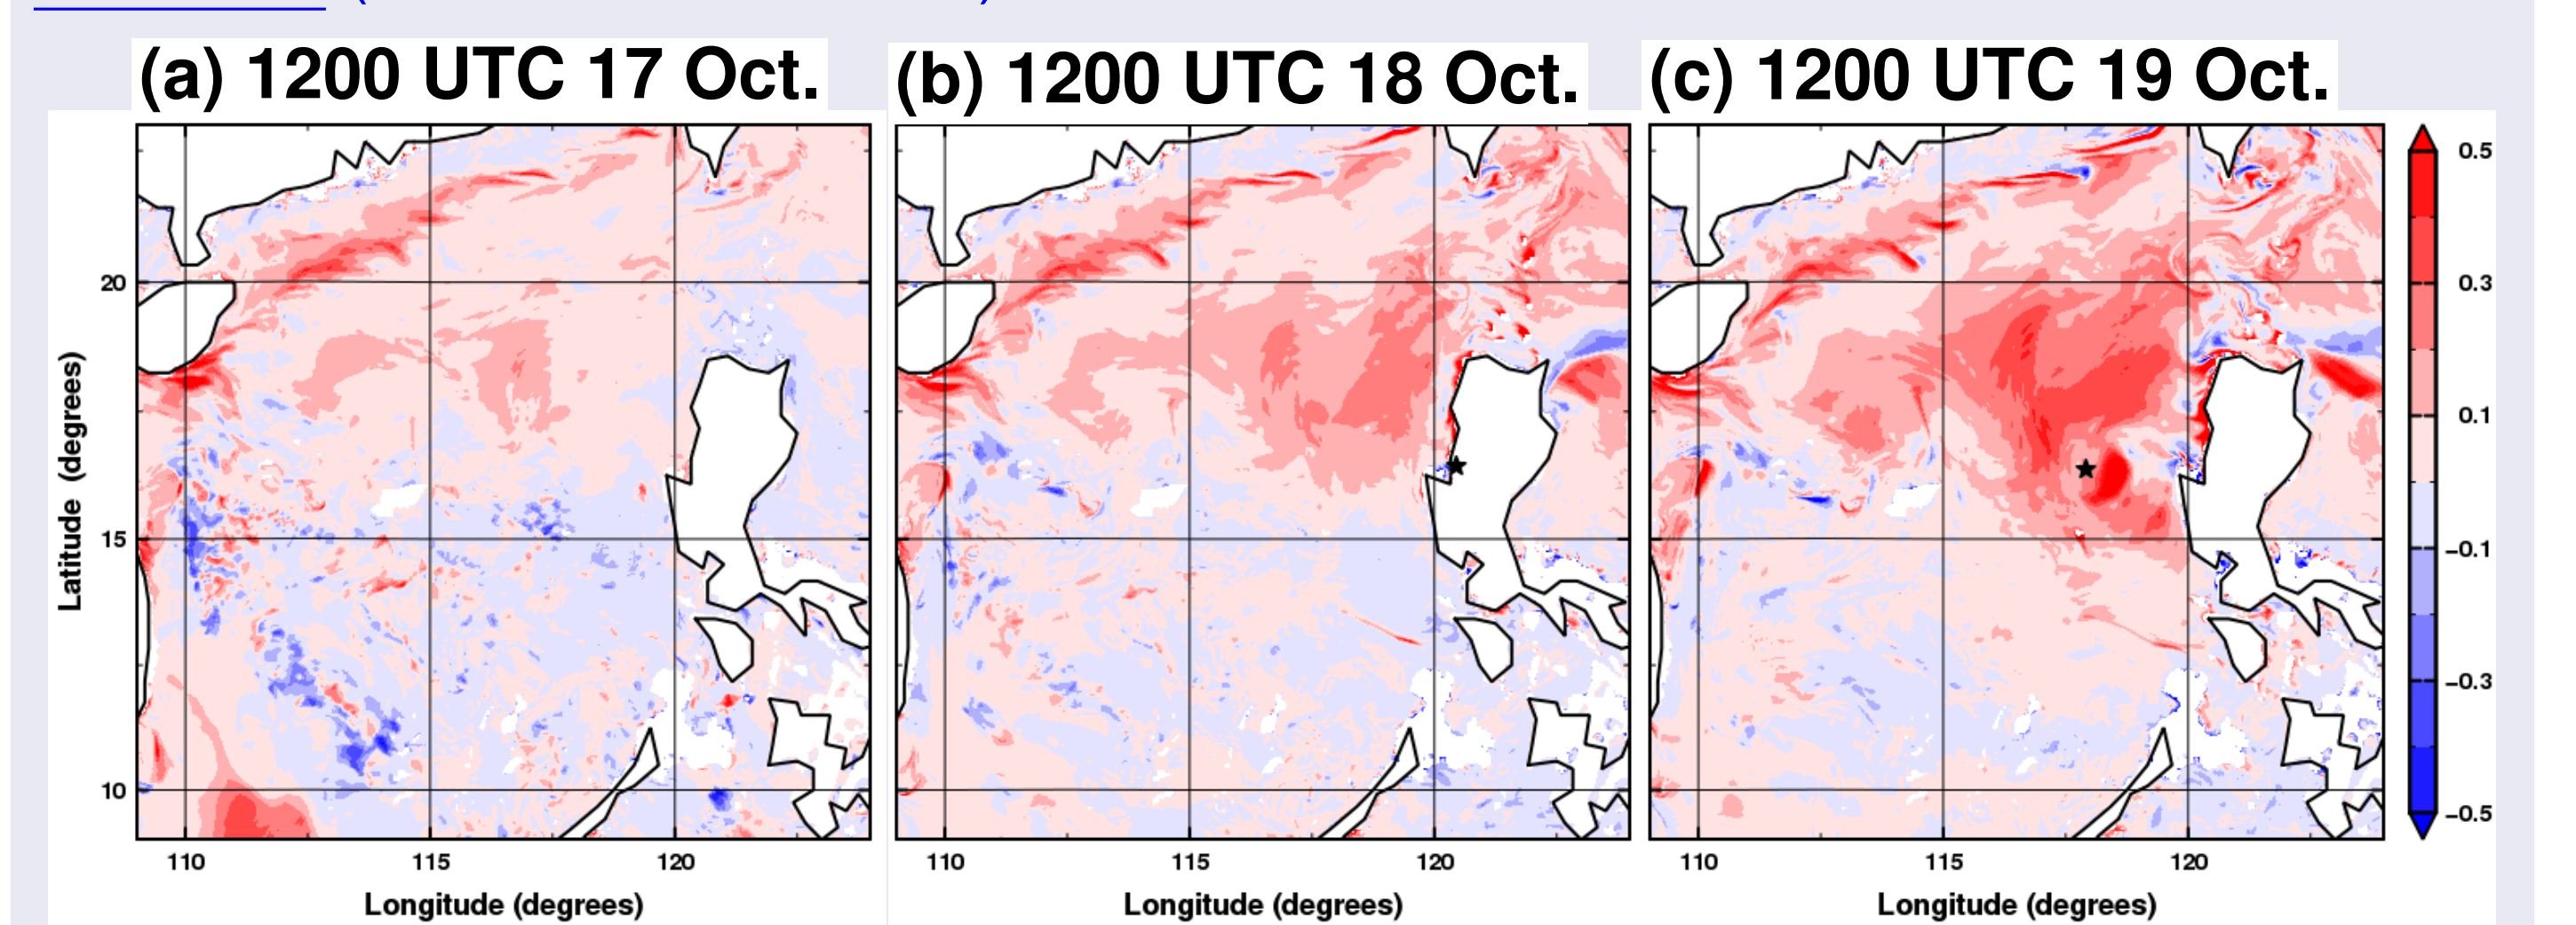 (a) 1200 UTC 17 Oct.
(b) 1200 UTC 18 Oct.
(c) 1200 UTC 19 Oct.
Latitude (degrees)
20
15
10
110 115 120
110 115 120
110 115 120
Longitude (degrees)
Longitude (degrees)
Longitude (degrees)
0.5
0.3
0.1
−0.1
−0.3
−0.5